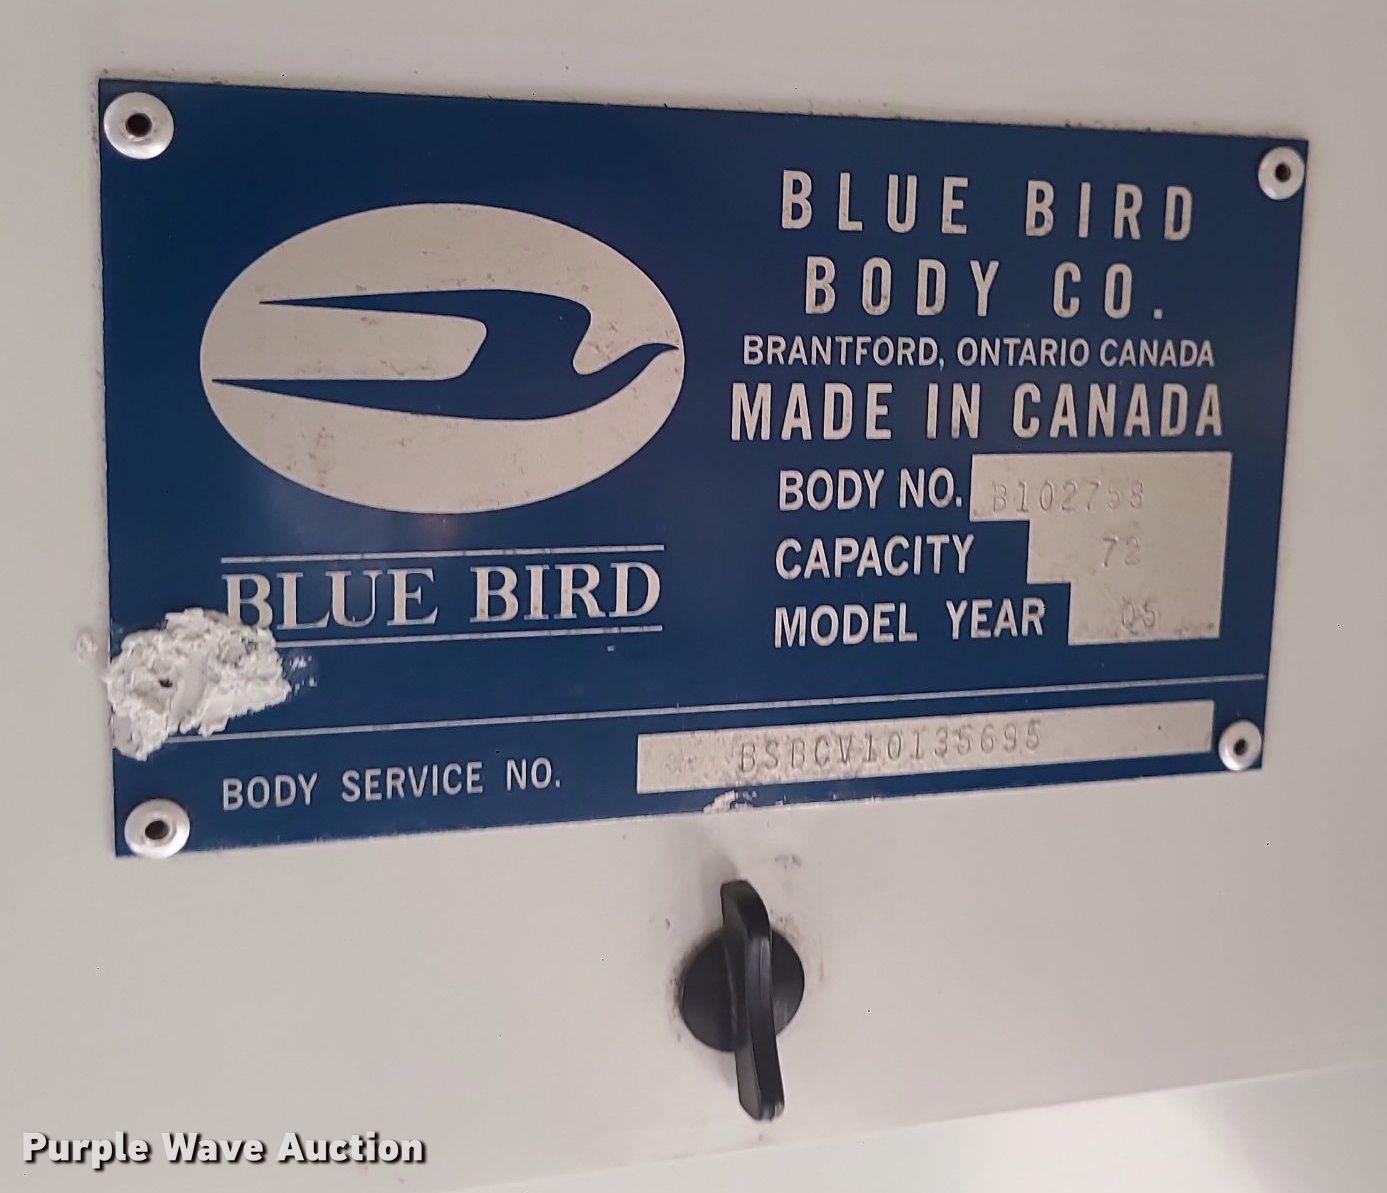 BLUE BIRD
BODY CO.
BRANTFORD, ONTARIO CANADA
MADE IN CANADA
BODY NO. B102758
CAPACITY 72
MODEL YEAR 05
BLUE BIRD
BODY SERVICE NO. BSBCV10135695
Purple Wave Auction